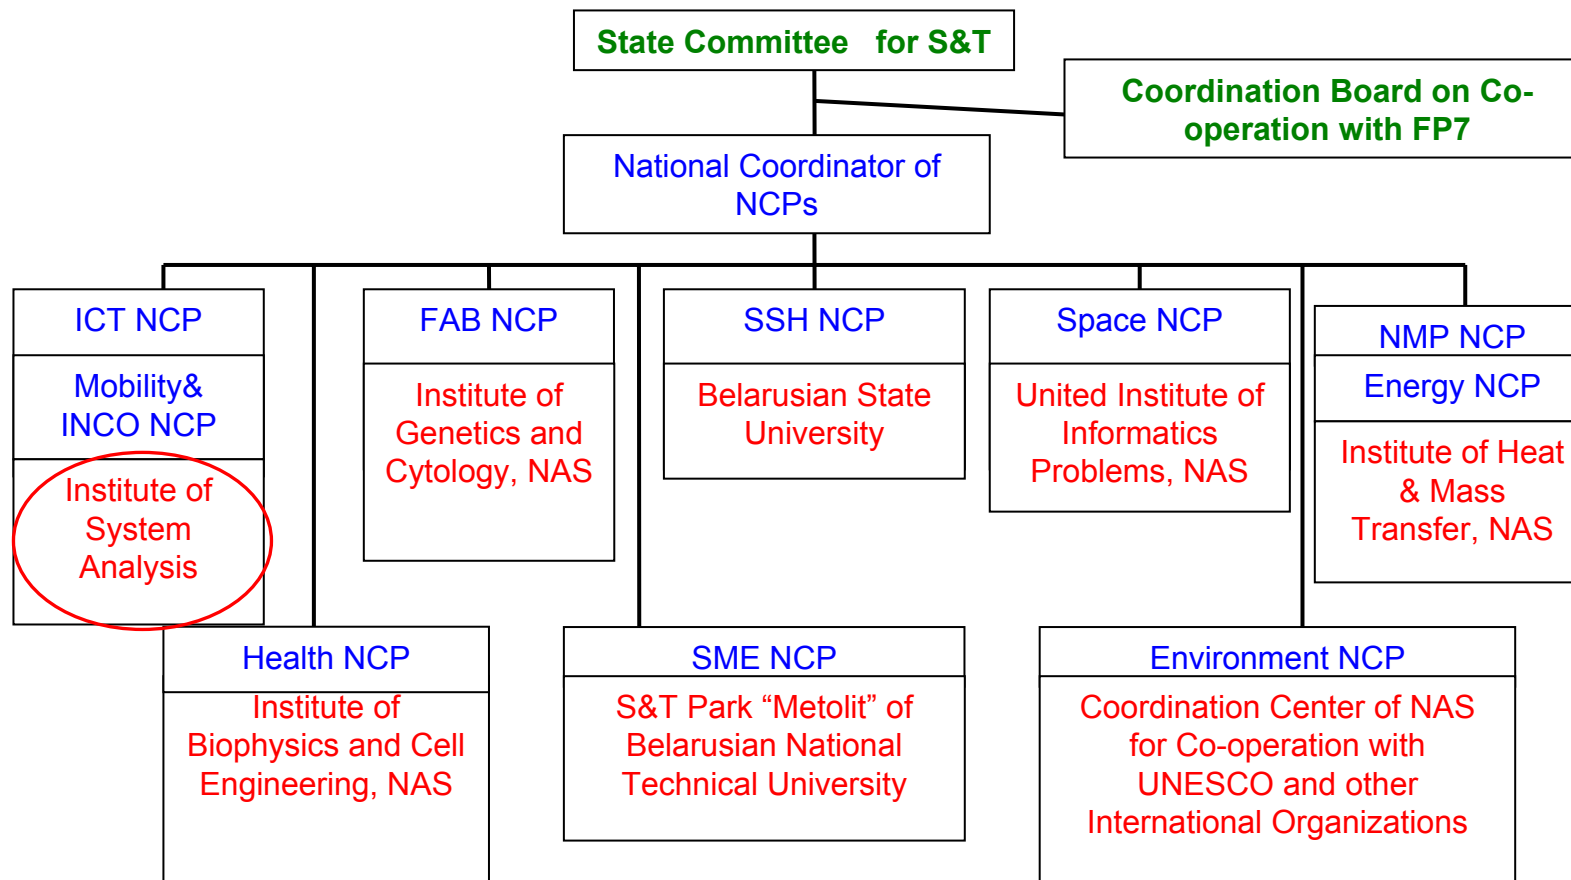 State Committee for S&T
Coordination Board on Co-
operation with FP7
National Coordinator of
NCPs
ICT NCP
Mobility&
INCO NCP
Institute of
System
Analysis
FAB NCP
Institute of
Genetics and
Cytology, NAS
SSH NCP
Belarusian State
University
Space NCP
United Institute of
Informatics
Problems, NAS
NMP NCP
Energy NCP
Institute of Heat
& Mass
Transfer, NAS
Health NCP
Institute of
Biophysics and Cell
Engineering, NAS
SME NCP
S&T Park “Metolit” of
Belarusian National
Technical University
Environment NCP
Coordination Center of NAS
for Co-operation with
UNESCO and other
International Organizations